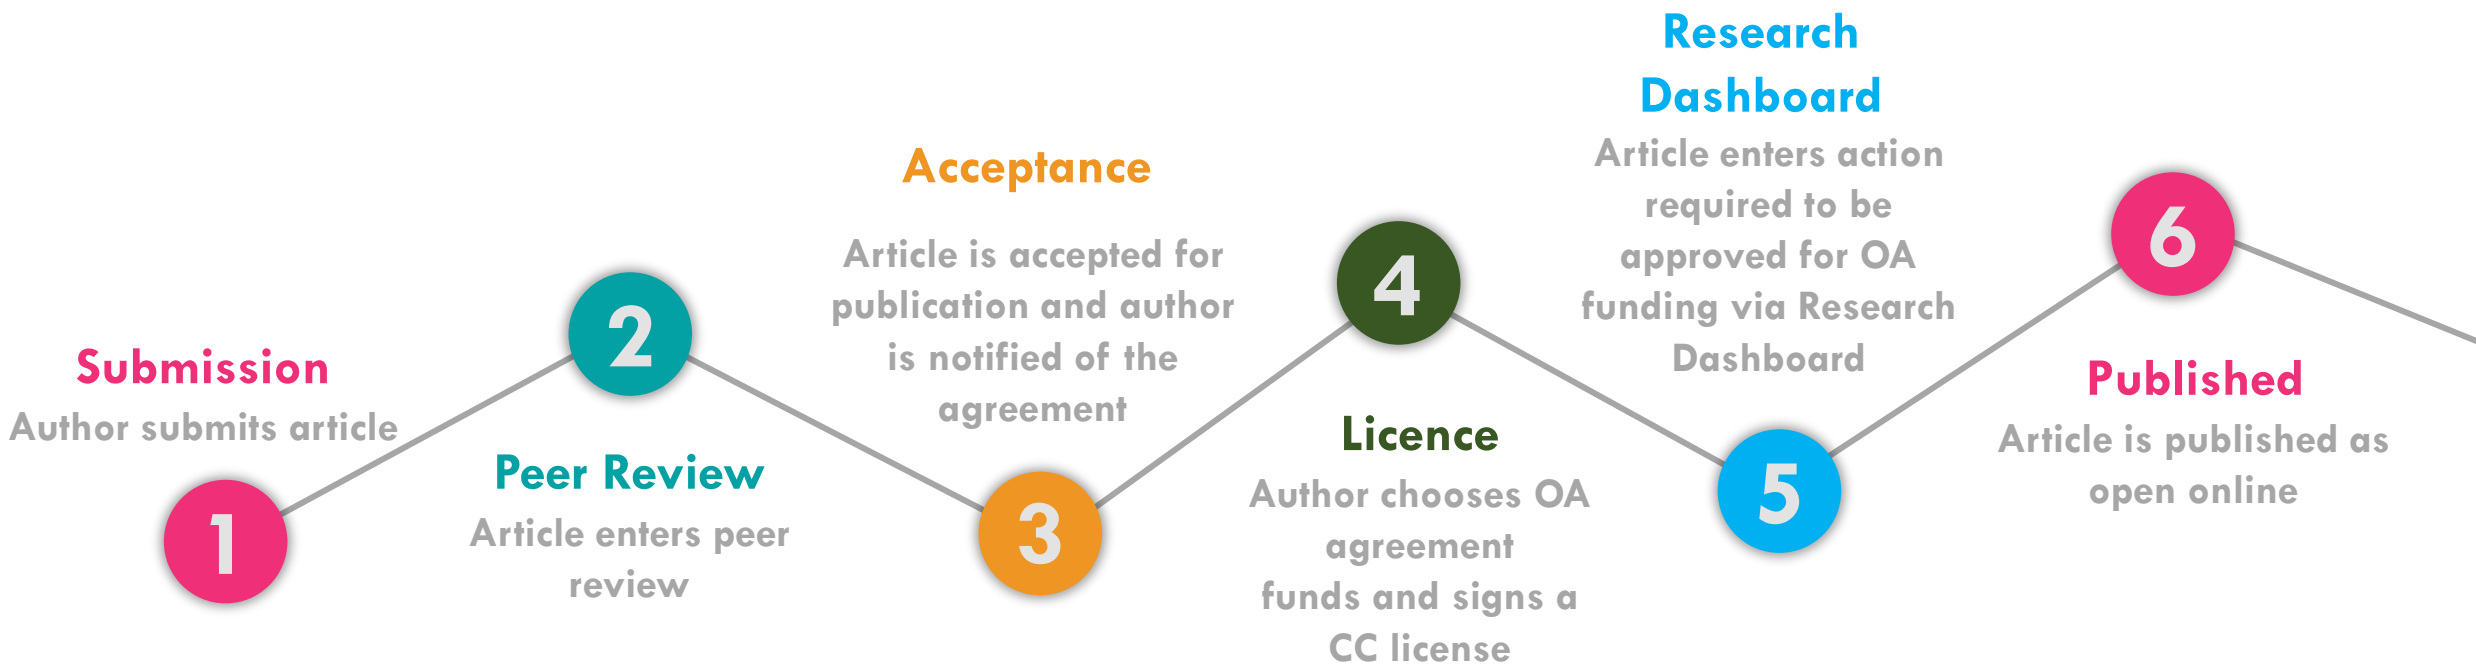 Submission
Author submits article
1
2
Peer Review
Article enters peer
review
Acceptance
Article is accepted for
publication and author
is notified of the
agreement
3
4
Licence
Author chooses OA
agreement
funds and signs a
CC license
Research
Dashboard
Article enters action
required to be
approved for OA
funding via Research
Dashboard
5
6
Published
Article is published as
open online